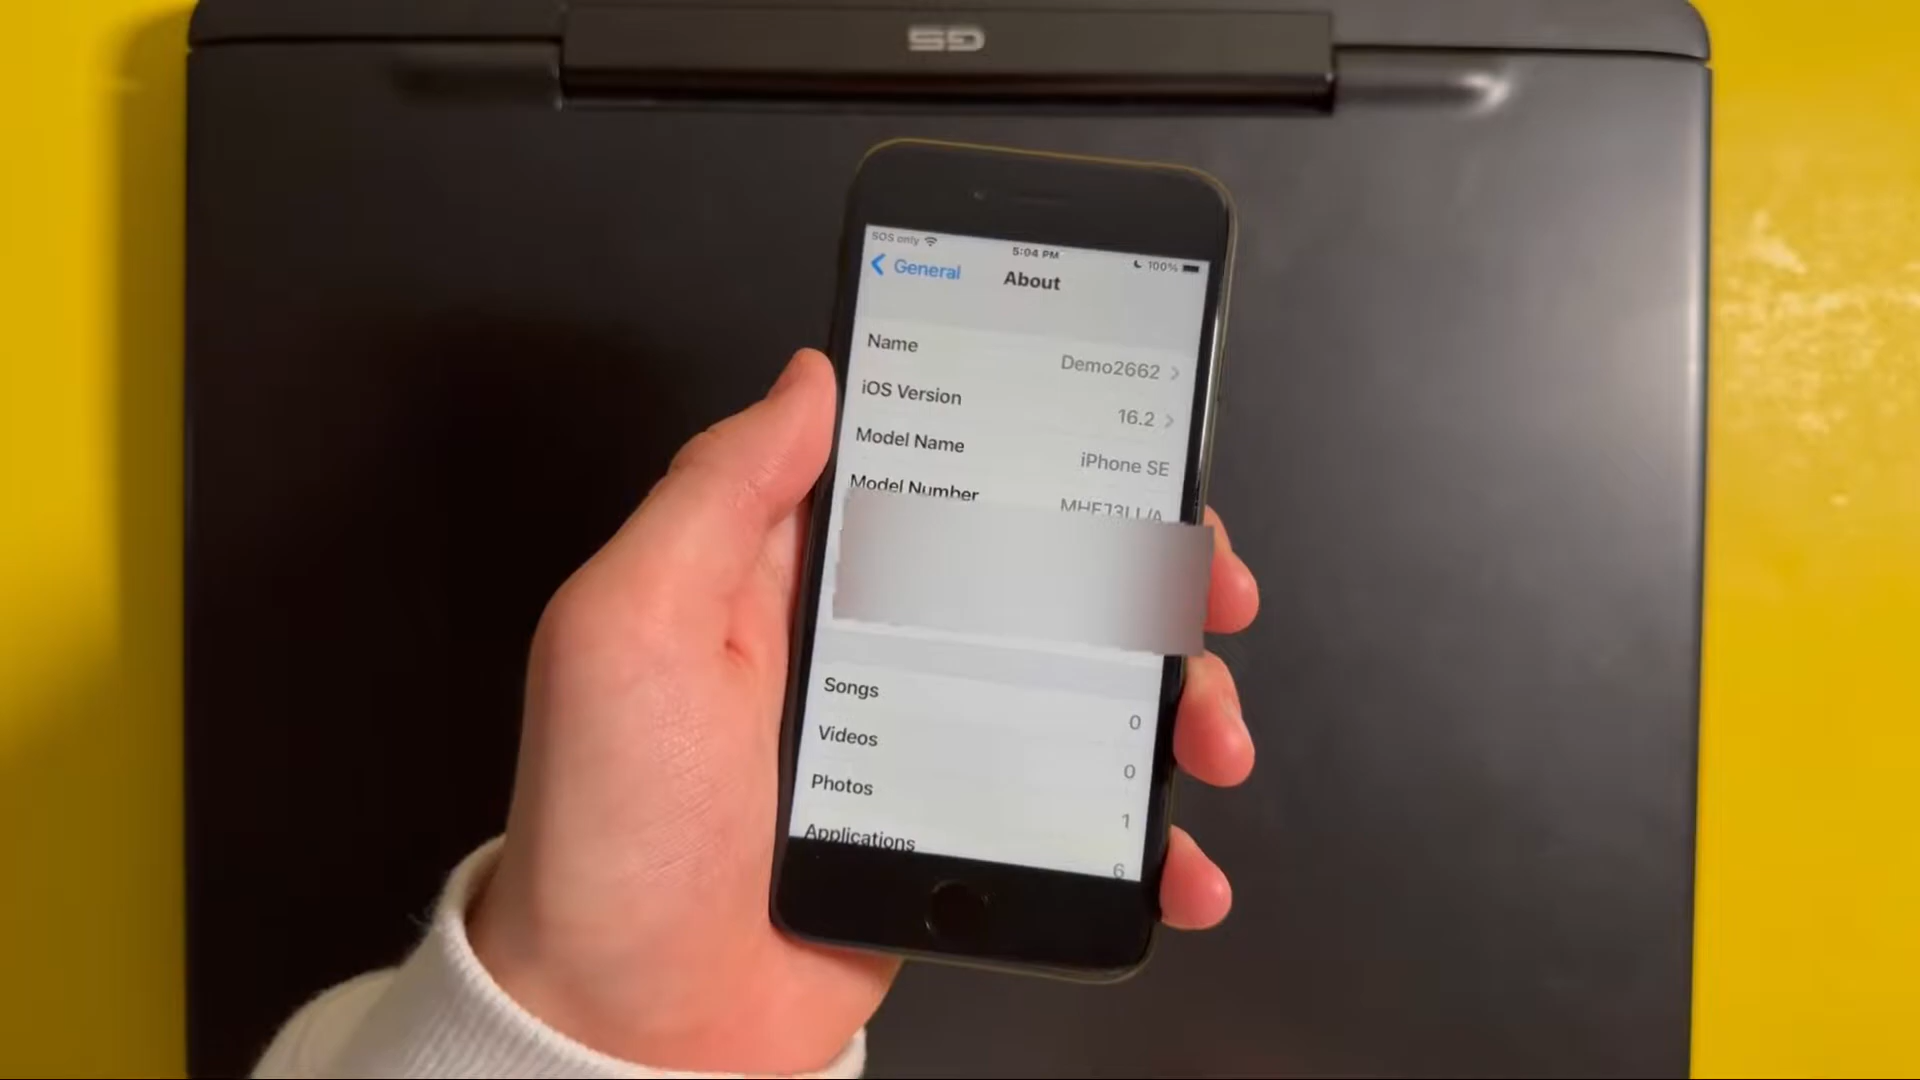 SOS only
5:04 PM
100%
General
About
Name
Demo2662
iOS Version
16.2
Model Name
iPhone SE
Model Number
Songs
0
Videos
0
Photos
1
Applications
6